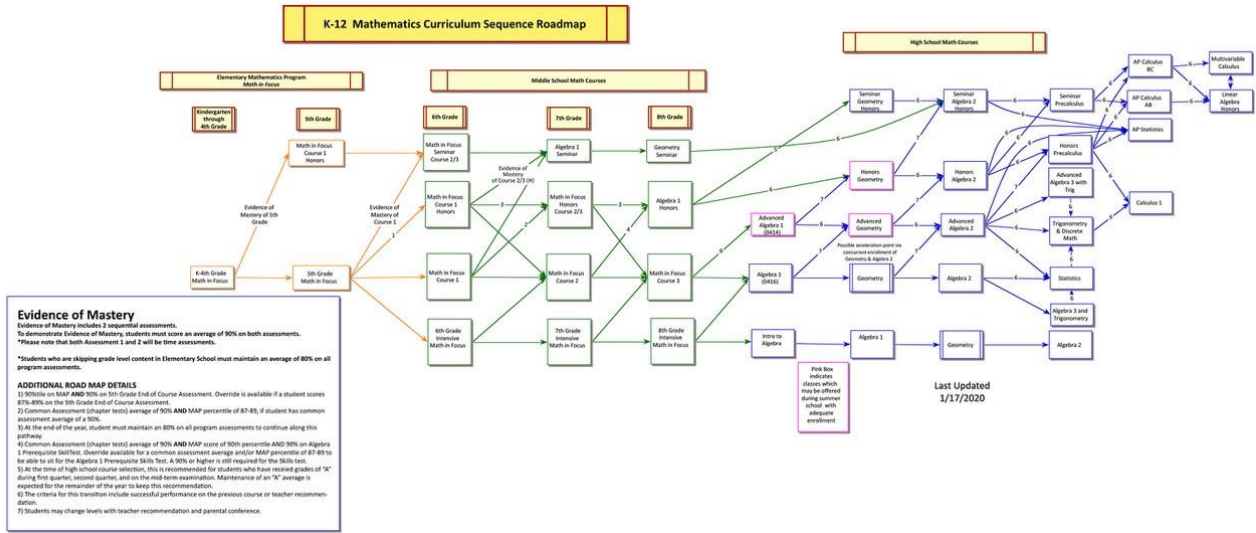 K-12 Mathematics Curriculum Sequence Roadmap
High School Math Courses
Elementary Mathematics Program
Math in Focus
Middle School Math Courses
Kindergarten
through
4th Grade
5th Grade
6th Grade
7th Grade
8th Grade
Math in Focus
Course 1
Honors
Math in Focus
Seminar
Course 2/3
Algebra 1
Seminar
Geometry
Seminar
Seminar
Geometry
Honors
Seminar
Algebra 2
Honors
Seminar
Precalculus
AP Calculus
BC
Multivariable
Calculus
AP Calculus
AB
Linear
Algebra
Honors
AP Statistics
Evidence of
Mastery
of Course 2/3 (H)
Evidence of
Mastery of 5th
Grade
Evidence of
Mastery of
Course 1
Math in Focus
Course 1
Honors
Math in Focus
Honors
Course 2/3
Algebra 1
Honors
Honors
Geometry
Honors
Algebra 2
Honors
Precalculus
Advanced
Algebra 3 with
Trig
Calculus 1
Advanced
Algebra 1
(0414)
Advanced
Geometry
Advanced
Algebra 2
Trigonometry
& Discrete
Math
Possible acceleration point via
concurrent enrollment of
Geometry & Algebra 2
K-4th Grade
Math in Focus
5th Grade
Math in Focus
Math in Focus
Course 1
Math in Focus
Course 2
Math in Focus
Course 3
Algebra 1
(0416)
Geometry
Algebra 2
Statistics
Algebra 3 and
Trigonometry
6th Grade
Intensive
Math in Focus
7th Grade
Intensive
Math in Focus
8th Grade
Intensive
Math in Focus
Intro to
Algebra
Algebra 1
Geometry
Algebra 2
1
2
3
3
4
5
6
7
Pink Box
indicates
classes which
may be offered
during summer
school with
adequate
enrollment
Last Updated
1/17/2020
Evidence of Mastery
Evidence of Mastery includes 2 sequential assessments.
To demonstrate Evidence of Mastery, students must score an average of 90% on both assessments.
*Please note that both Assessment 1 and 2 will be time assessments.
*Students who are skipping grade level content in Elementary School must maintain an average of 80% on all
program assessments.
ADDITIONAL ROAD MAP DETAILS
1) 90%tile on MAP AND 90% on 5th Grade End of Course Assessment. Override is available if a student scores
87%-89% on the 5th Grade End of Course Assessment.
2) Common Assessment (chapter tests) average of 90% AND MAP percentile of 87-89, if student has common
assessment average of a 90%.
3) At the end of the year, student must maintain an 80% on all program assessments to continue along this
pathway.
4) Common Assessment (chapter tests) average of 90% AND MAP score of 90th percentile AND 90% on Algebra
1 Prerequisite SkillTest. Override available for a common assessment average and/or MAP percentile of 87-89 to
be able to sit for the Algebra 1 Prerequisite Skills Test. A 90% or higher is still required for the Skills test.
5) At the time of high school course selection, this is recommended for students who have received grades of "A"
during first quarter, second quarter, and on the mid-term examination. Maintenance of an "A" average is
expected for the remainder of the year to keep this recommendation.
6) The criteria for this transition include successful performance on the previous course or teacher recommen-
dation.
7) Students may change levels with teacher recommendation and parental conference.